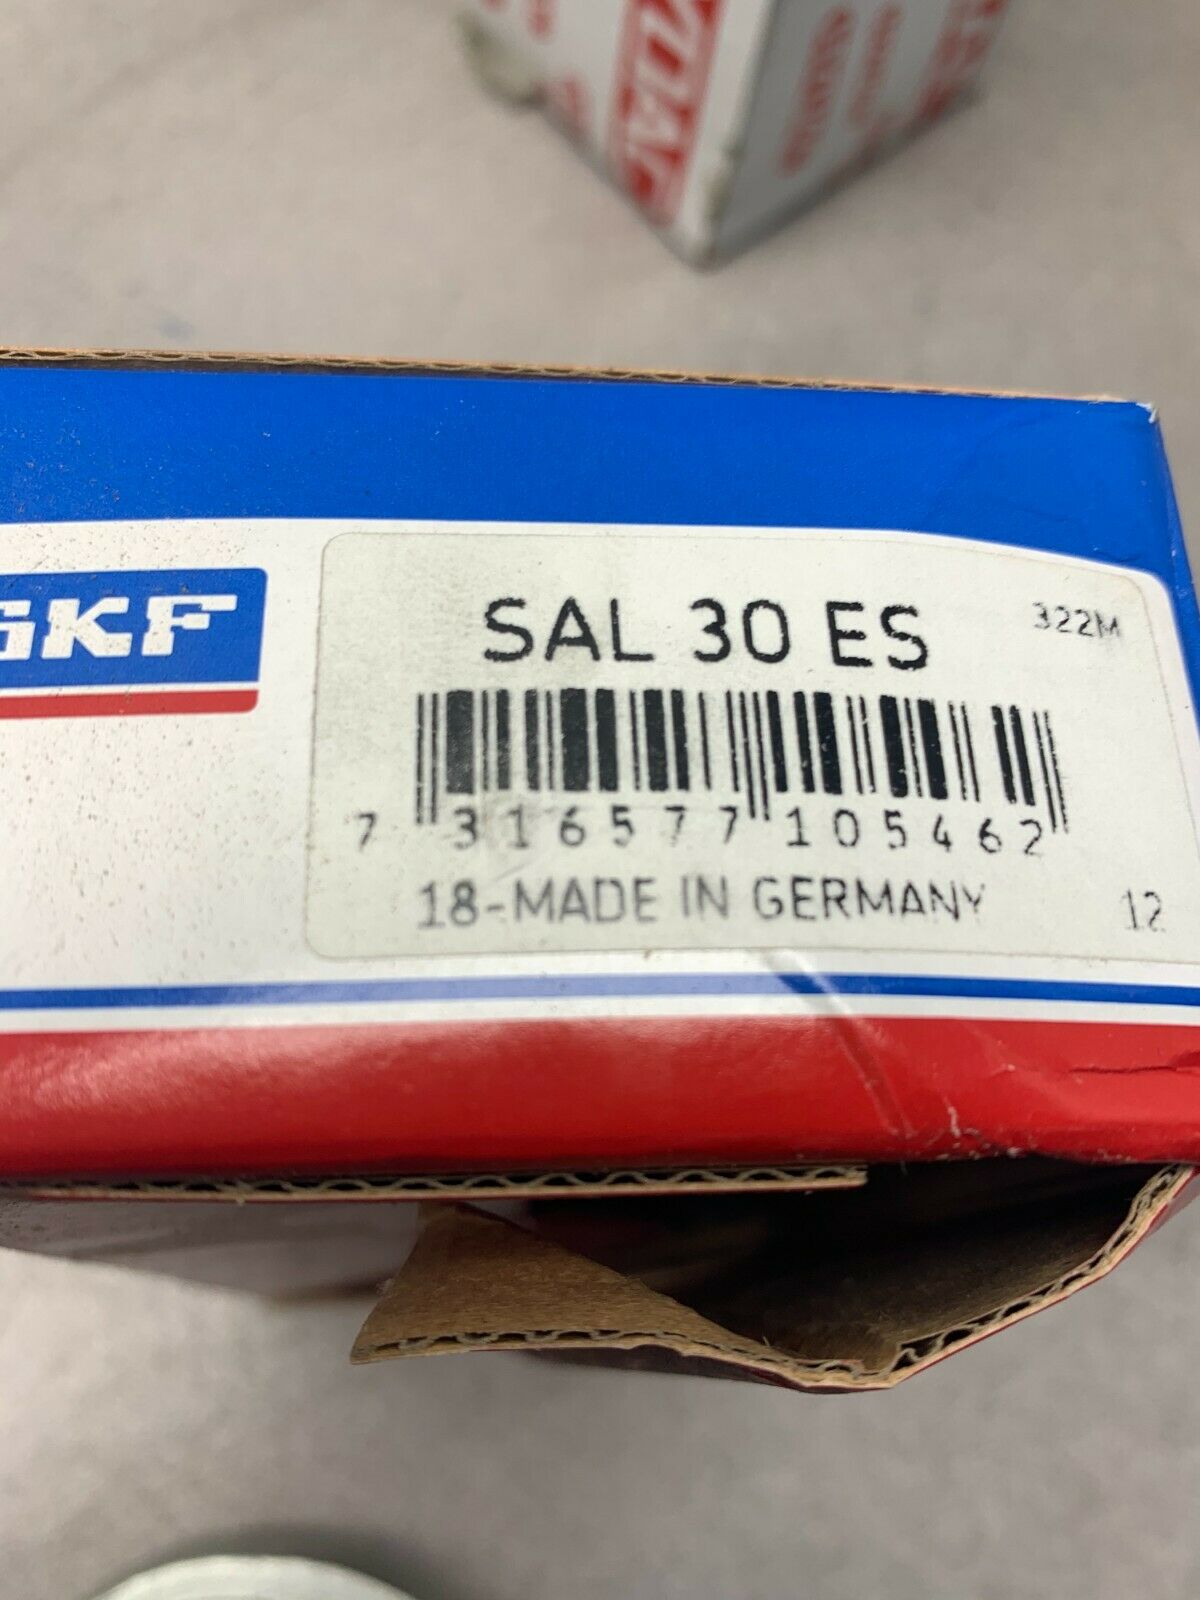 SKF
SAL 30 ES
322M
7 316577 105462
18-MADE IN GERMANY
12